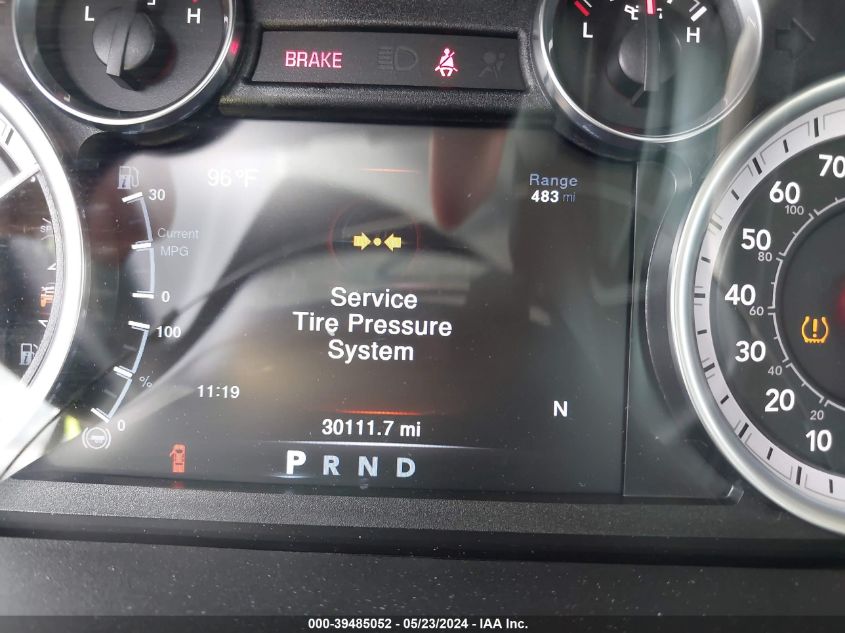 L H
BRAKE
L H
96°F
Range
483 mi
30
Current
MPG
0
Service
Tire Pressure
System
100
%
0
11:19
N
30111.7 mi
P R N D
70
60
50
40
30
20
10
100
80
60
40
20
000-39485052 - 05/23/2024 - IAA Inc.